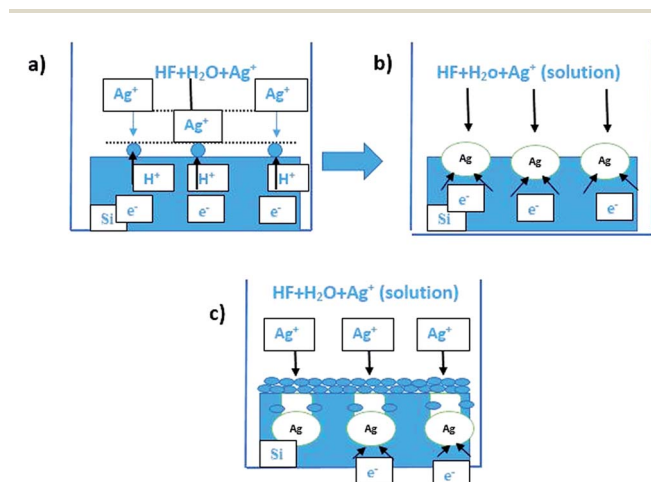 a)
HF+H₂O+Ag⁺
Ag⁺
Ag⁺
Ag⁺
H⁺
H⁺
H⁺
Si
e⁻
e⁻
e⁻
b)
HF+H₂o+Ag⁺ (solution)
Ag
Ag
Ag
Si
e⁻
e⁻
e⁻
c)
HF+H₂O+Ag⁺ (solution)
Ag⁺
Ag⁺
Ag⁺
Ag
Ag
Ag
Si
e⁻
e⁻